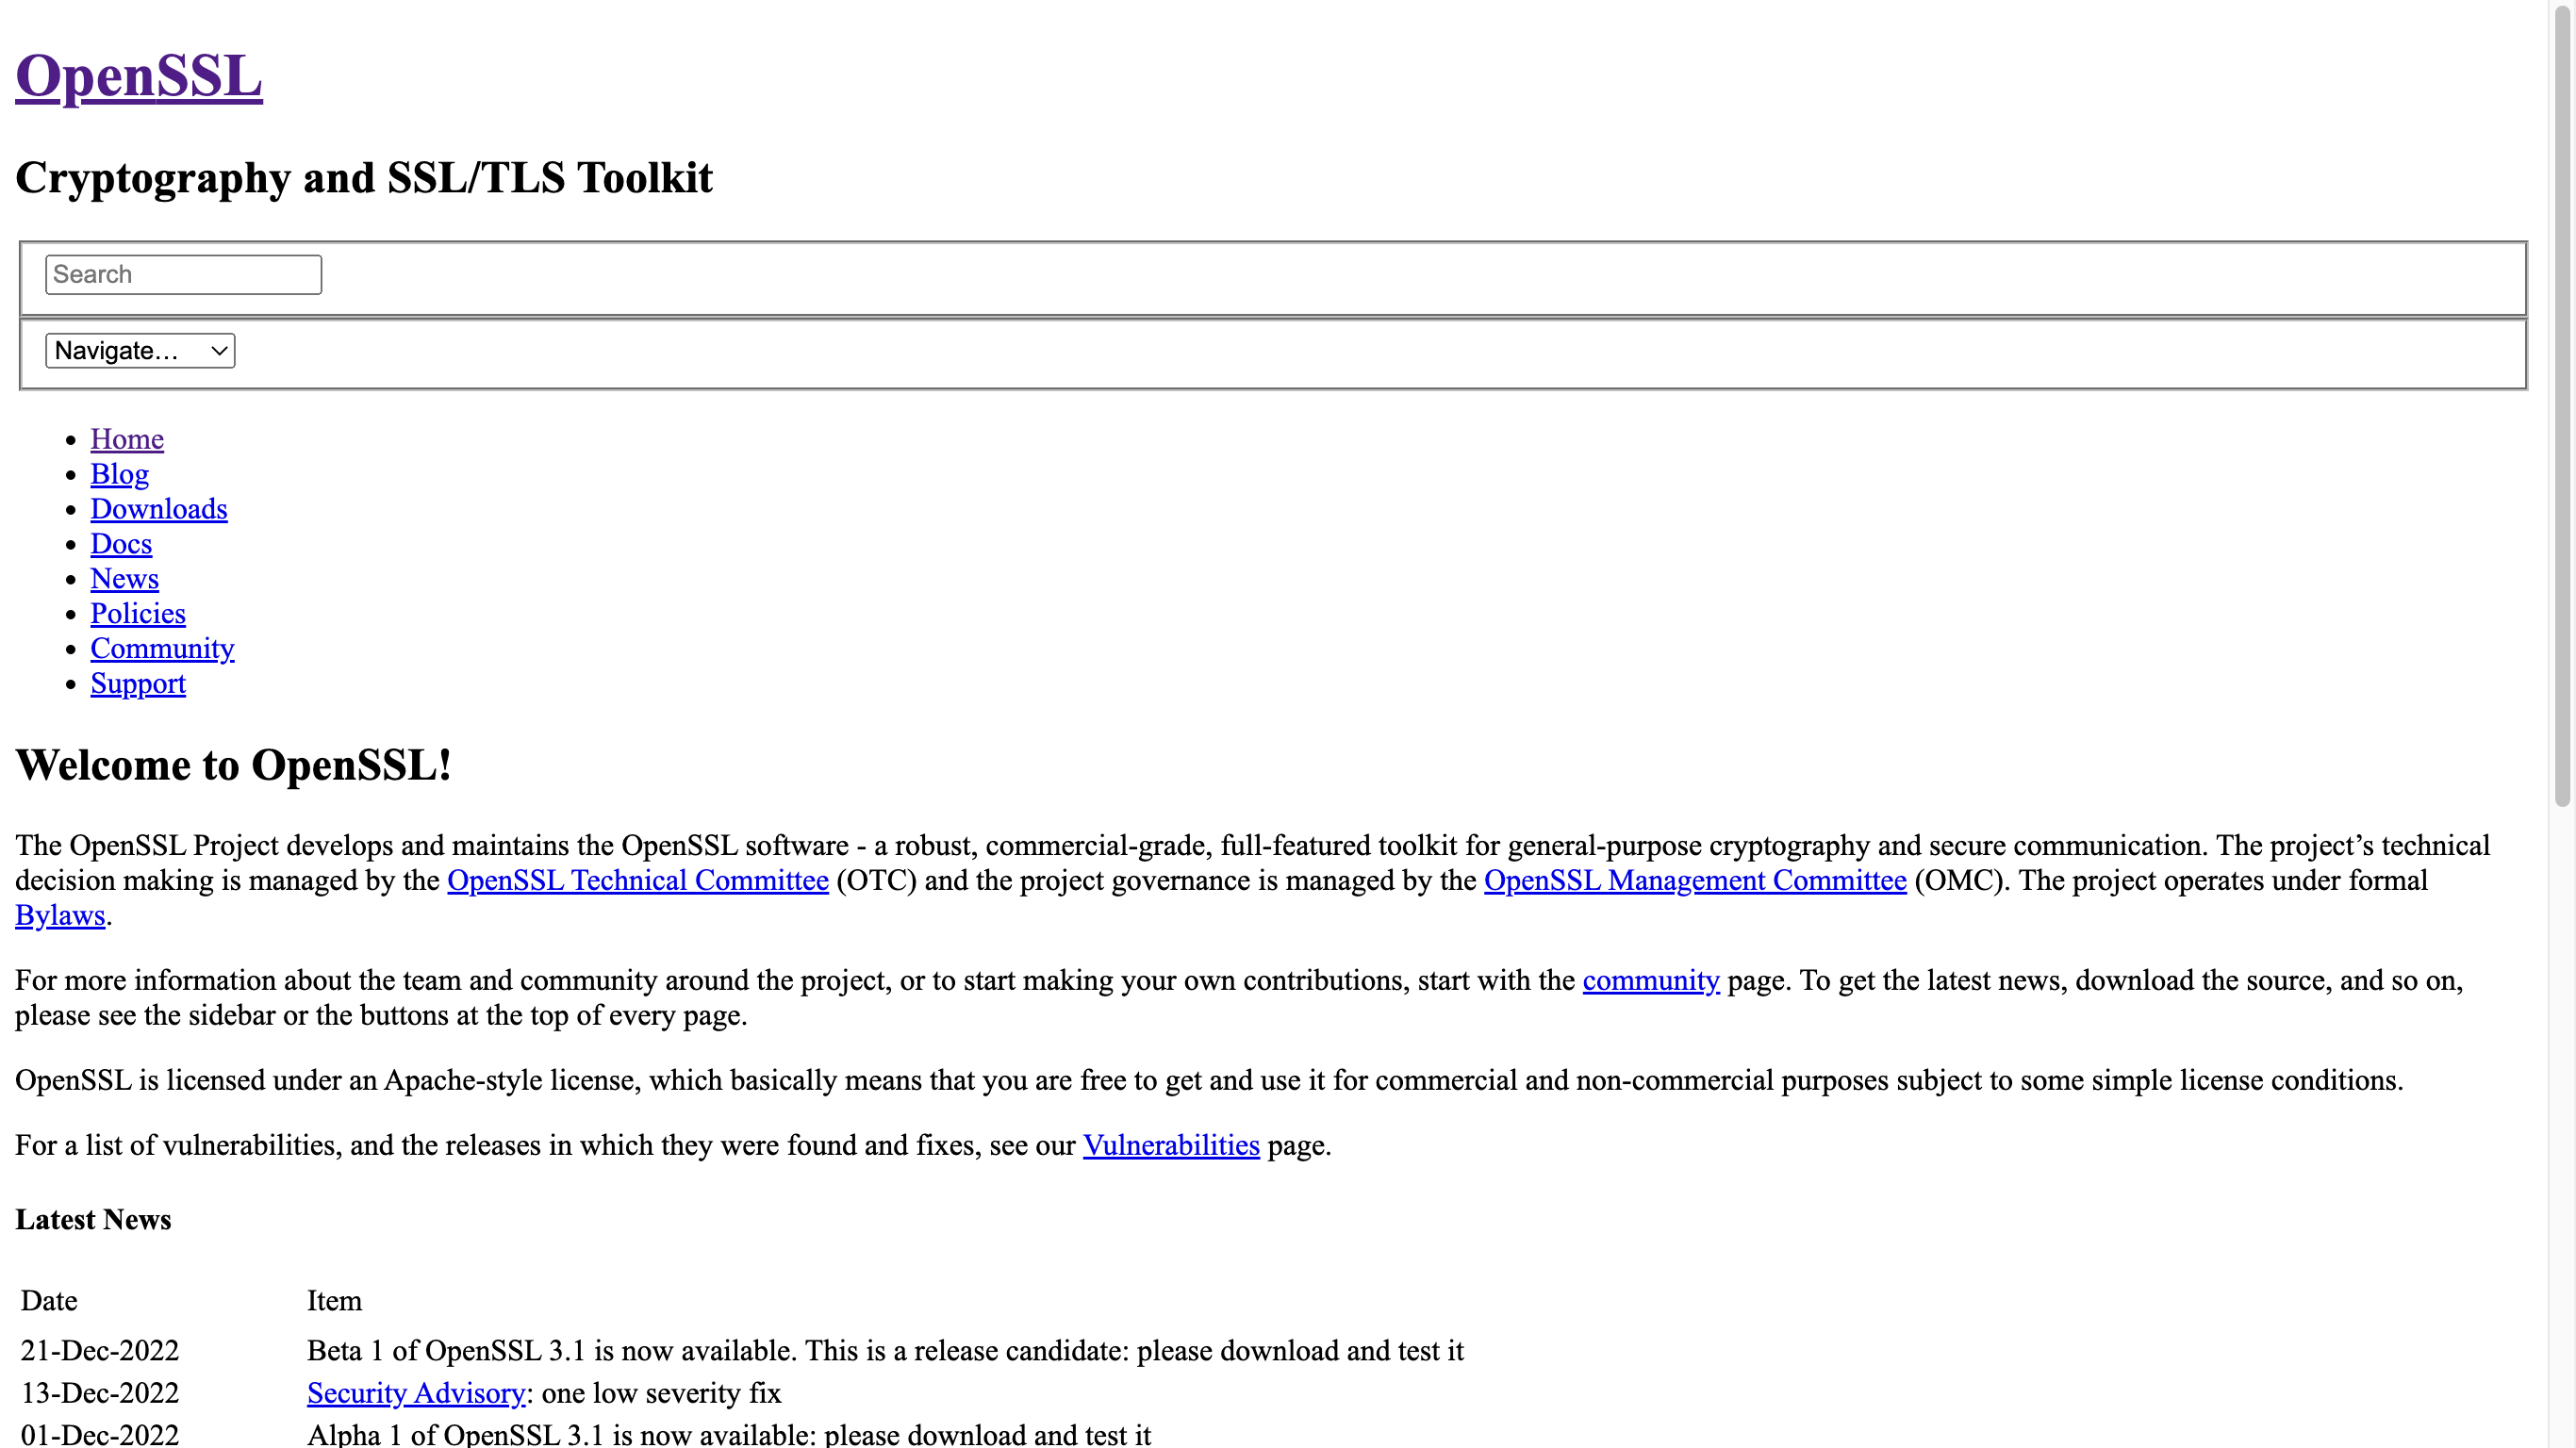 OpenSSL
Cryptography and SSL/TLS Toolkit
Search
Navigate…
Home
Blog
Downloads
Docs
News
Policies
Community
Support
Welcome to OpenSSL!
The OpenSSL Project develops and maintains the OpenSSL software - a robust, commercial-grade, full-featured toolkit for general-purpose cryptography and secure communication. The project’s technical
decision making is managed by the OpenSSL Technical Committee (OTC) and the project governance is managed by the OpenSSL Management Committee (OMC). The project operates under formal
Bylaws.
For more information about the team and community around the project, or to start making your own contributions, start with the community page. To get the latest news, download the source, and so on,
please see the sidebar or the buttons at the top of every page.
OpenSSL is licensed under an Apache-style license, which basically means that you are free to get and use it for commercial and non-commercial purposes subject to some simple license conditions.
For a list of vulnerabilities, and the releases in which they were found and fixes, see our Vulnerabilities page.
Latest News
Date Item
21-Dec-2022 Beta 1 of OpenSSL 3.1 is now available. This is a release candidate: please download and test it
13-Dec-2022 Security Advisory: one low severity fix
01-Dec-2022 Alpha 1 of OpenSSL 3.1 is now available: please download and test it